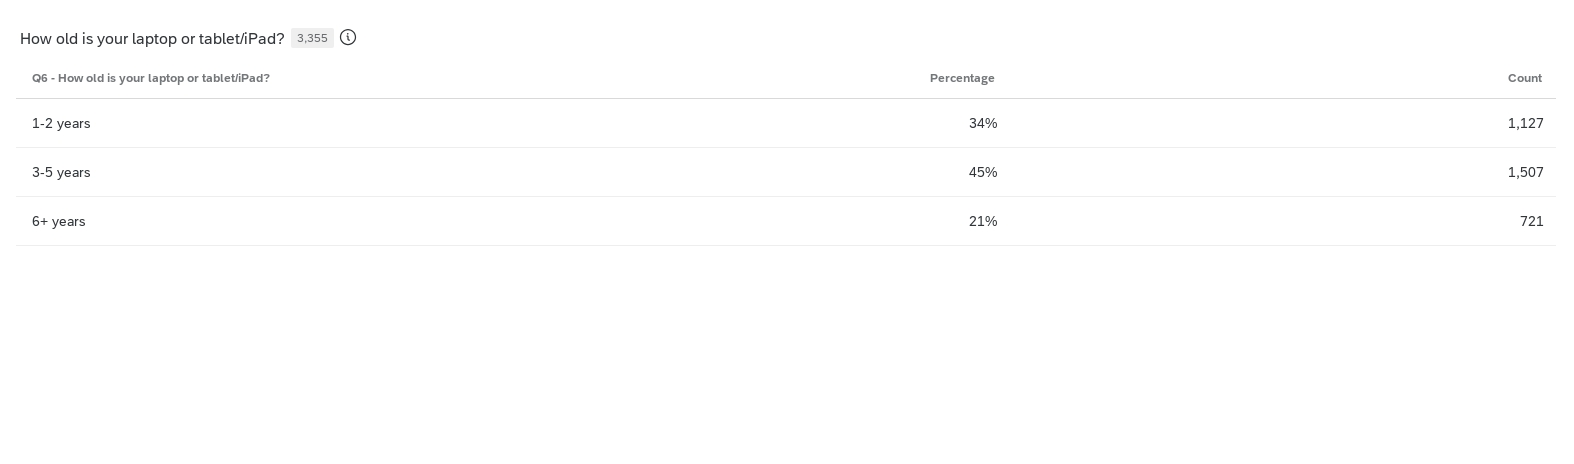 How old is your laptop or tablet/iPad? 3,355
Q6 - How old is your laptop or tablet/iPad? Percentage Count
1-2 years 34% 1,127
3-5 years 45% 1,507
6+ years 21% 721